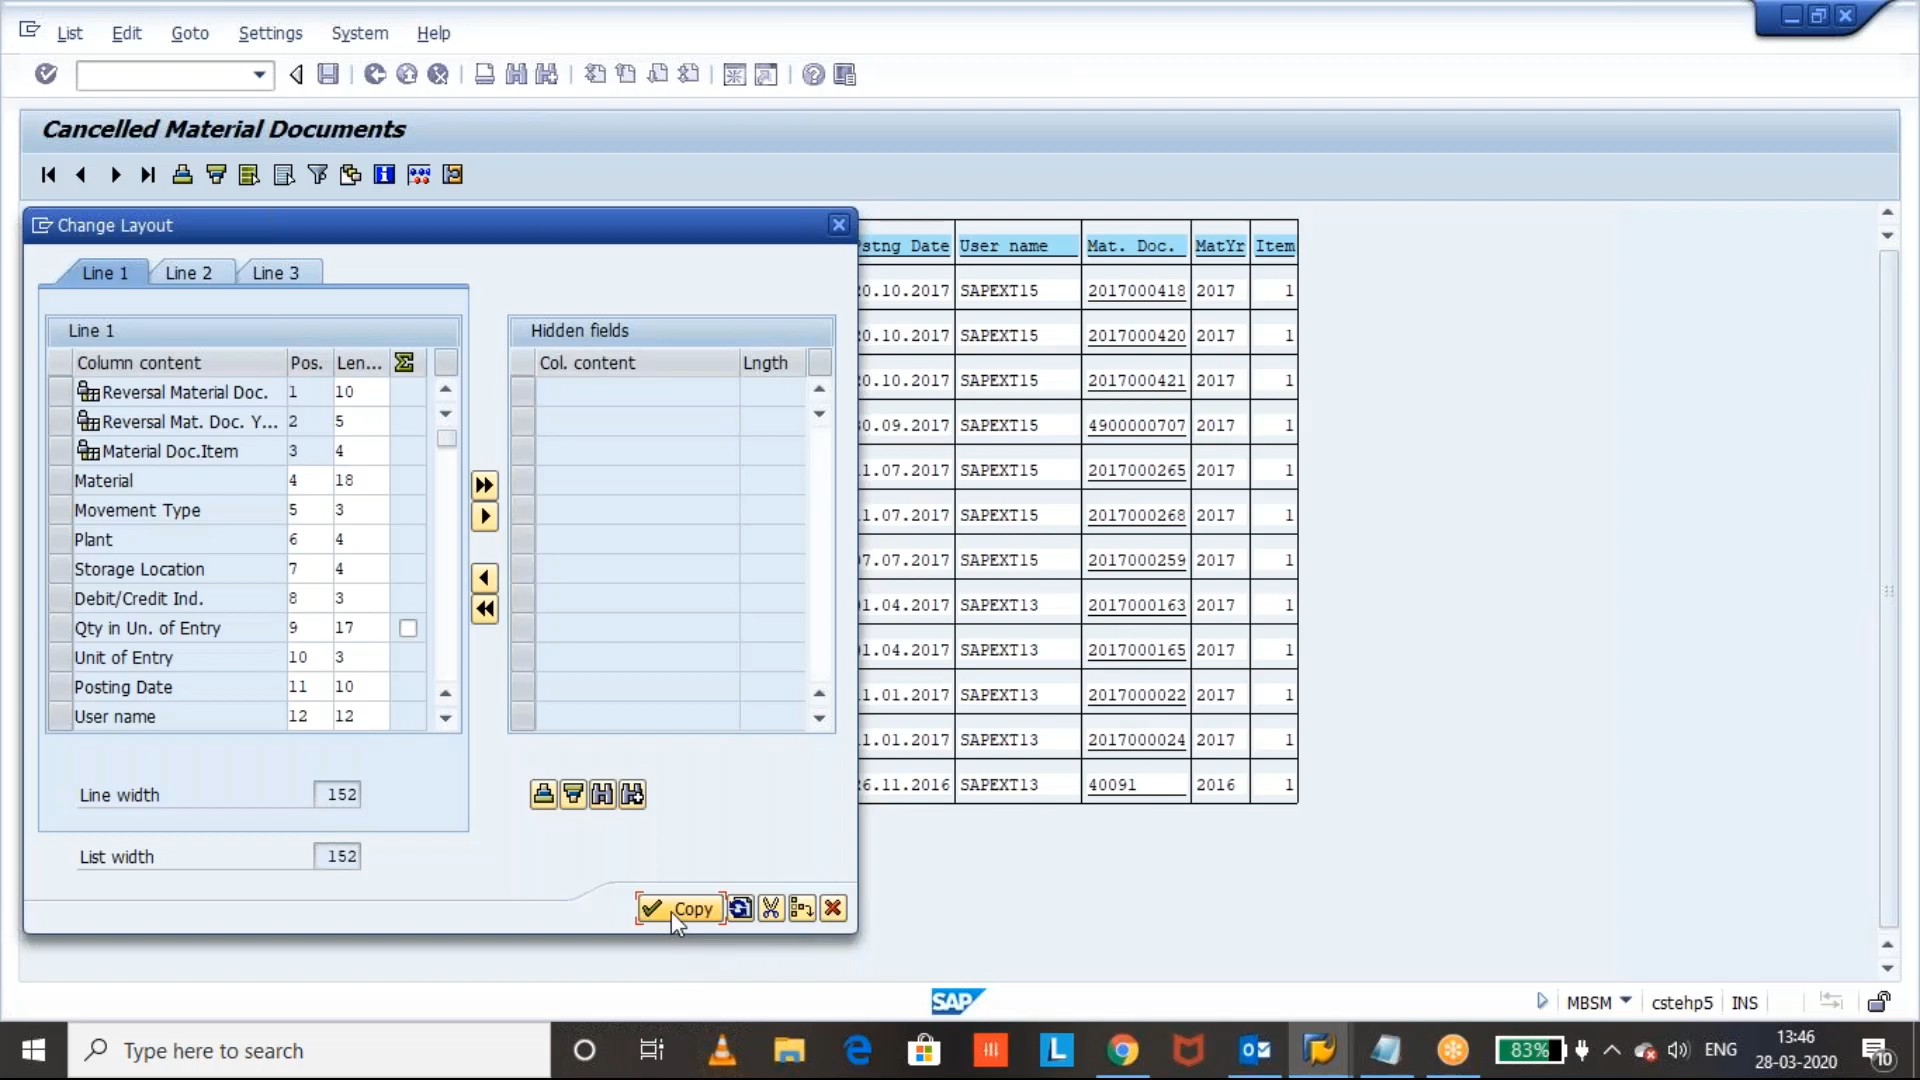 List Edit Goto Settings System Help
Cancelled Material Documents
Change Layout
Line 1 Line 2 Line 3
Line 1
Column content Pos. Len...
Reversal Material Doc. 1 10
Reversal Mat. Doc. Y... 2 5
Material Doc.Item 3 4
Material 4 18
Movement Type 5 3
Plant 6 4
Storage Location 7 4
Debit/Credit Ind. 8 3
Qty in Un. of Entry 9 17
Unit of Entry 10 3
Posting Date 11 10
User name 12 12
Line width 152
List width 152
Hidden fields
Col. content Lngth
Copy
Pstng Date User name Mat. Doc. MatYr Item
0.10.2017 SAPEXT15 2017000418 2017 1
0.10.2017 SAPEXT15 2017000420 2017 1
0.10.2017 SAPEXT15 2017000421 2017 1
0.09.2017 SAPEXT15 4900000707 2017 1
1.07.2017 SAPEXT15 2017000265 2017 1
1.07.2017 SAPEXT15 2017000268 2017 1
7.07.2017 SAPEXT15 2017000259 2017 1
1.04.2017 SAPEXT13 2017000163 2017 1
1.04.2017 SAPEXT13 2017000165 2017 1
1.01.2017 SAPEXT13 2017000022 2017 1
1.01.2017 SAPEXT13 2017000024 2017 1
6.11.2016 SAPEXT13 40091 2016 1
SAP
MBSM cstehp5 INS
Type here to search
83%
ENG
13:46
28-03-2020
10